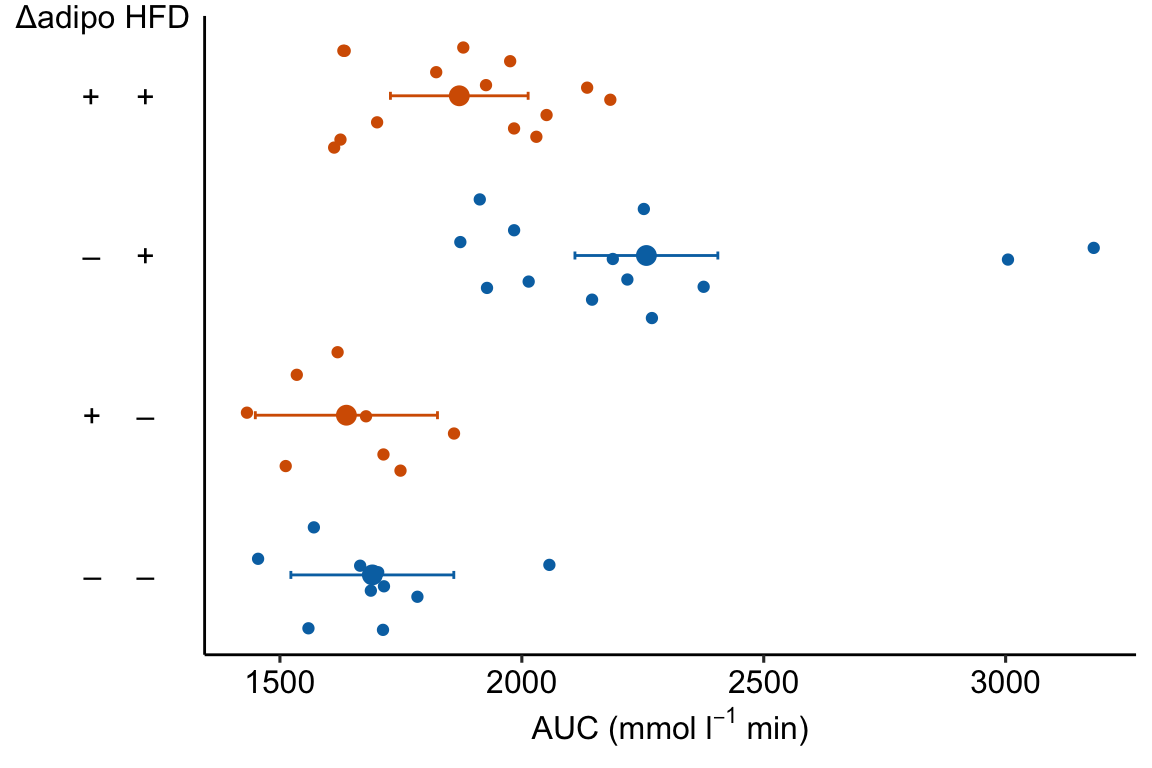 Δadipo HFD
+ +
– +
+ –
– –
1500 2000 2500 3000
AUC (mmol l⁻¹ min)